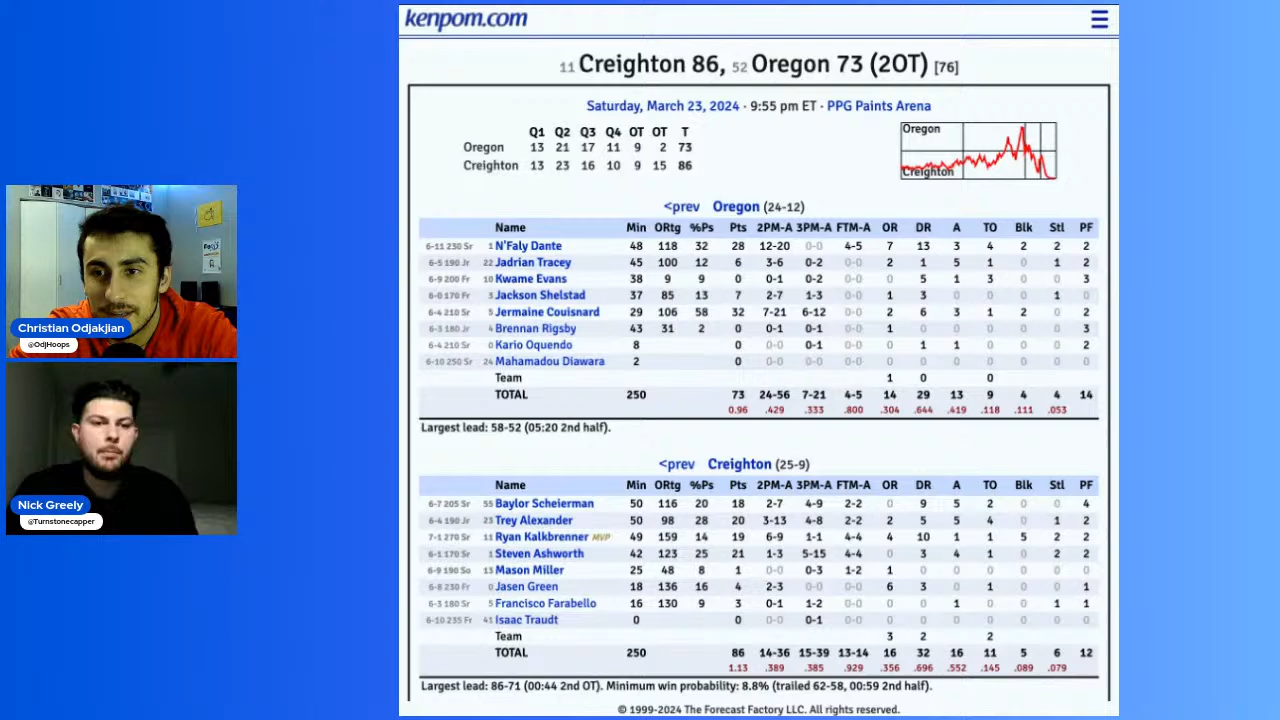 kenpom.com
11 Creighton 86, 52 Oregon 73 (2OT) [76]
Saturday, March 23, 2024 · 9:55 pm ET · PPG Paints Arena
Q1 Q2 Q3 Q4 OT OT T
Oregon 13 21 17 11 9 2 73
Creighton 13 23 16 10 9 15 86
Oregon
Creighton
<prev Oregon (24-12)
Name Min ORtg %Ps Pts 2PM-A 3PM-A FTM-A OR DR A TO Blk Stl PF
6-11 230 Sr 1 N'Faly Dante 48 118 32 28 12-20 0-0 4-5 7 13 3 4 2 2 2
6-5 190 Jr 22 Jadrian Tracey 45 100 12 6 3-6 0-2 0-0 2 1 5 1 0 1 2
6-9 200 Fr 10 Kwame Evans 38 9 9 0 0-1 0-2 0-0 0 5 1 3 0 0 3
6-0 170 Fr 3 Jackson Shelstad 37 85 13 7 2-7 1-3 0-0 1 3 0 0 0 1 0
6-4 210 Sr 5 Jermaine Couisnard 29 106 58 32 7-21 6-12 0-0 2 6 3 1 2 0 2
6-3 180 Jr 4 Brennan Rigsby 43 31 2 0 0-1 0-1 0-0 1 0 0 0 0 0 3
6-4 210 Sr 0 Kario Oquendo 8 0 0-0 0-1 0-0 0 1 1 0 0 0 2
6-10 250 Sr 24 Mahamadou Diawara 2 0 0-0 0-0 0-0 0 0 0 0 0 0 0
Team 1 0 0
TOTAL 250 73 24-56 7-21 4-5 14 29 13 9 4 4 14
0.96 .429 .333 .800 .304 .644 .419 .118 .111 .053
Largest lead: 58-52 (05:20 2nd half).
<prev Creighton (25-9)
Name Min ORtg %Ps Pts 2PM-A 3PM-A FTM-A OR DR A TO Blk Stl PF
6-7 205 Sr 55 Baylor Scheierman 50 116 20 18 2-7 4-9 2-2 0 9 5 2 0 0 4
6-4 190 Jr 23 Trey Alexander 50 98 28 20 3-13 4-8 2-2 2 5 5 4 0 1 2
7-1 270 Sr 11 Ryan Kalkbrenner MVP 49 159 14 19 6-9 1-1 4-4 4 10 1 1 5 2 2
6-1 170 Sr 1 Steven Ashworth 42 123 25 21 1-3 5-15 4-4 0 3 4 1 0 2 2
6-9 190 So 13 Mason Miller 25 48 8 1 0-0 0-3 1-2 1 0 0 0 0 0 0
6-8 230 Fr 0 Jasen Green 18 136 16 4 2-3 0-0 0-0 6 3 0 1 0 0 1
6-3 180 Sr 5 Francisco Farabello 16 130 9 3 0-1 1-2 0-0 0 0 1 0 0 1 1
6-10 235 Fr 41 Isaac Traudt 0 0 0-0 0-1 0-0 0 0 0 0 0 0 0
Team 3 2 2
TOTAL 250 86 14-36 15-39 13-14 16 32 16 11 5 6 12
1.13 .389 .385 .929 .356 .696 .552 .145 .089 .079
Largest lead: 86-71 (00:44 2nd OT). Minimum win probability: 8.8% (trailed 62-58, 00:59 2nd half).
© 1999-2024 The Forecast Factory LLC. All rights reserved.
Christian Odjakjian
@OdjHoops
Nick Greely
@Turnstonecapper